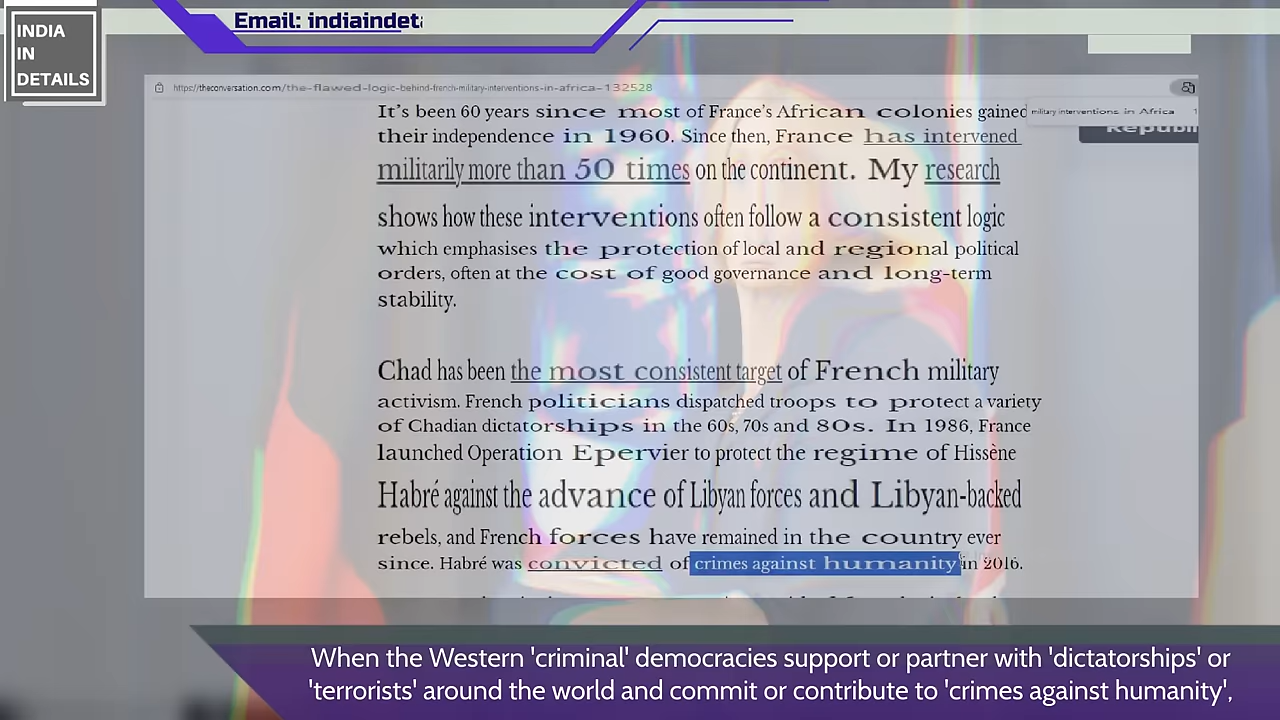 INDIA
IN
DETAILS
Email: indiaindet
https://theconversation.com/the-flawed-logic-behind-french-military-interventions-in-africa-132528
military interventions in Africa
Republi
It's been 60 years since most of France's African colonies gained
their independence in 1960. Since then, France has intervened
militarily more than 50 times on the continent. My research
shows how these interventions often follow a consistent logic
which emphasises the protection of local and regional political
orders, often at the cost of good governance and long-term
stability.
Chad has been the most consistent target of French military
activism. French politicians dispatched troops to protect a variety
of Chadian dictatorships in the 60s, 70s and 80s. In 1986, France
launched Operation Epervier to protect the regime of Hissène
Habré against the advance of Libyan forces and Libyan-backed
rebels, and French forces have remained in the country ever
since. Habré was convicted of crimes against humanity in 2016.
When the Western 'criminal' democracies support or partner with 'dictatorships' or
'terrorists' around the world and commit or contribute to 'crimes against humanity',